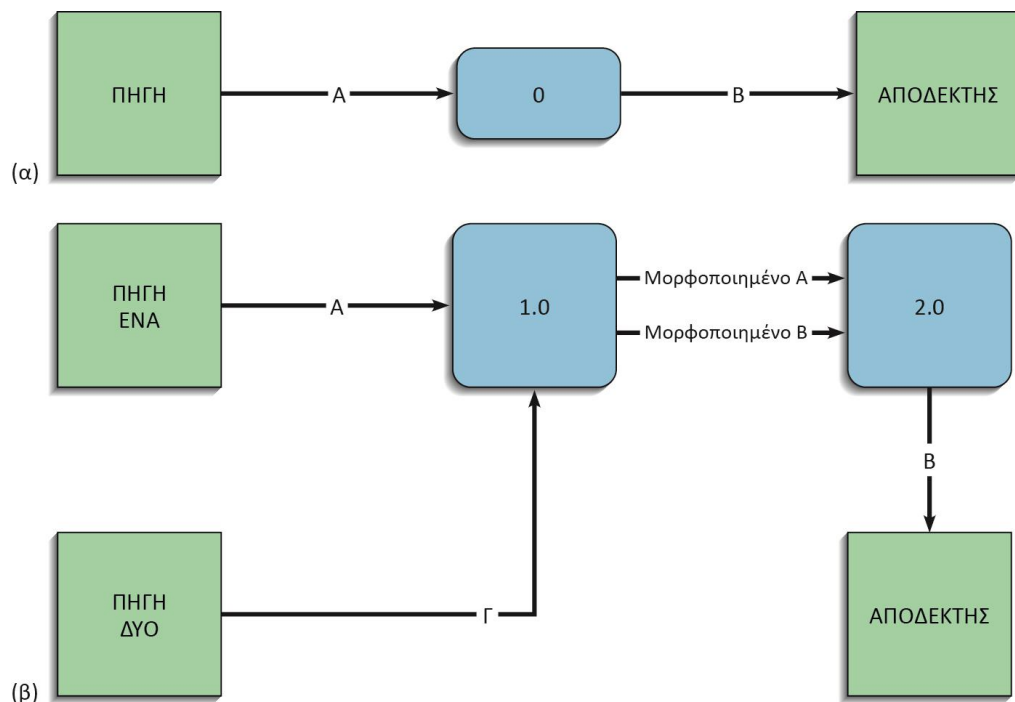 ΠΗΓΗ
Α
0
Β
ΑΠΟΔΕΚΤΗΣ
(α)
ΠΗΓΗ
ΕΝΑ
Α
1.0
Μορφοποιημένο Α
Μορφοποιημένο Β
2.0
Β
ΠΗΓΗ
ΔΥΟ
Γ
ΑΠΟΔΕΚΤΗΣ
(β)